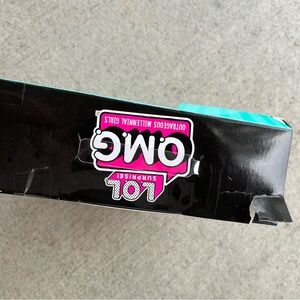 LOL
SURPRISE!
O.M.G.
OUTRAGEOUS MILLENNIAL GIRLS